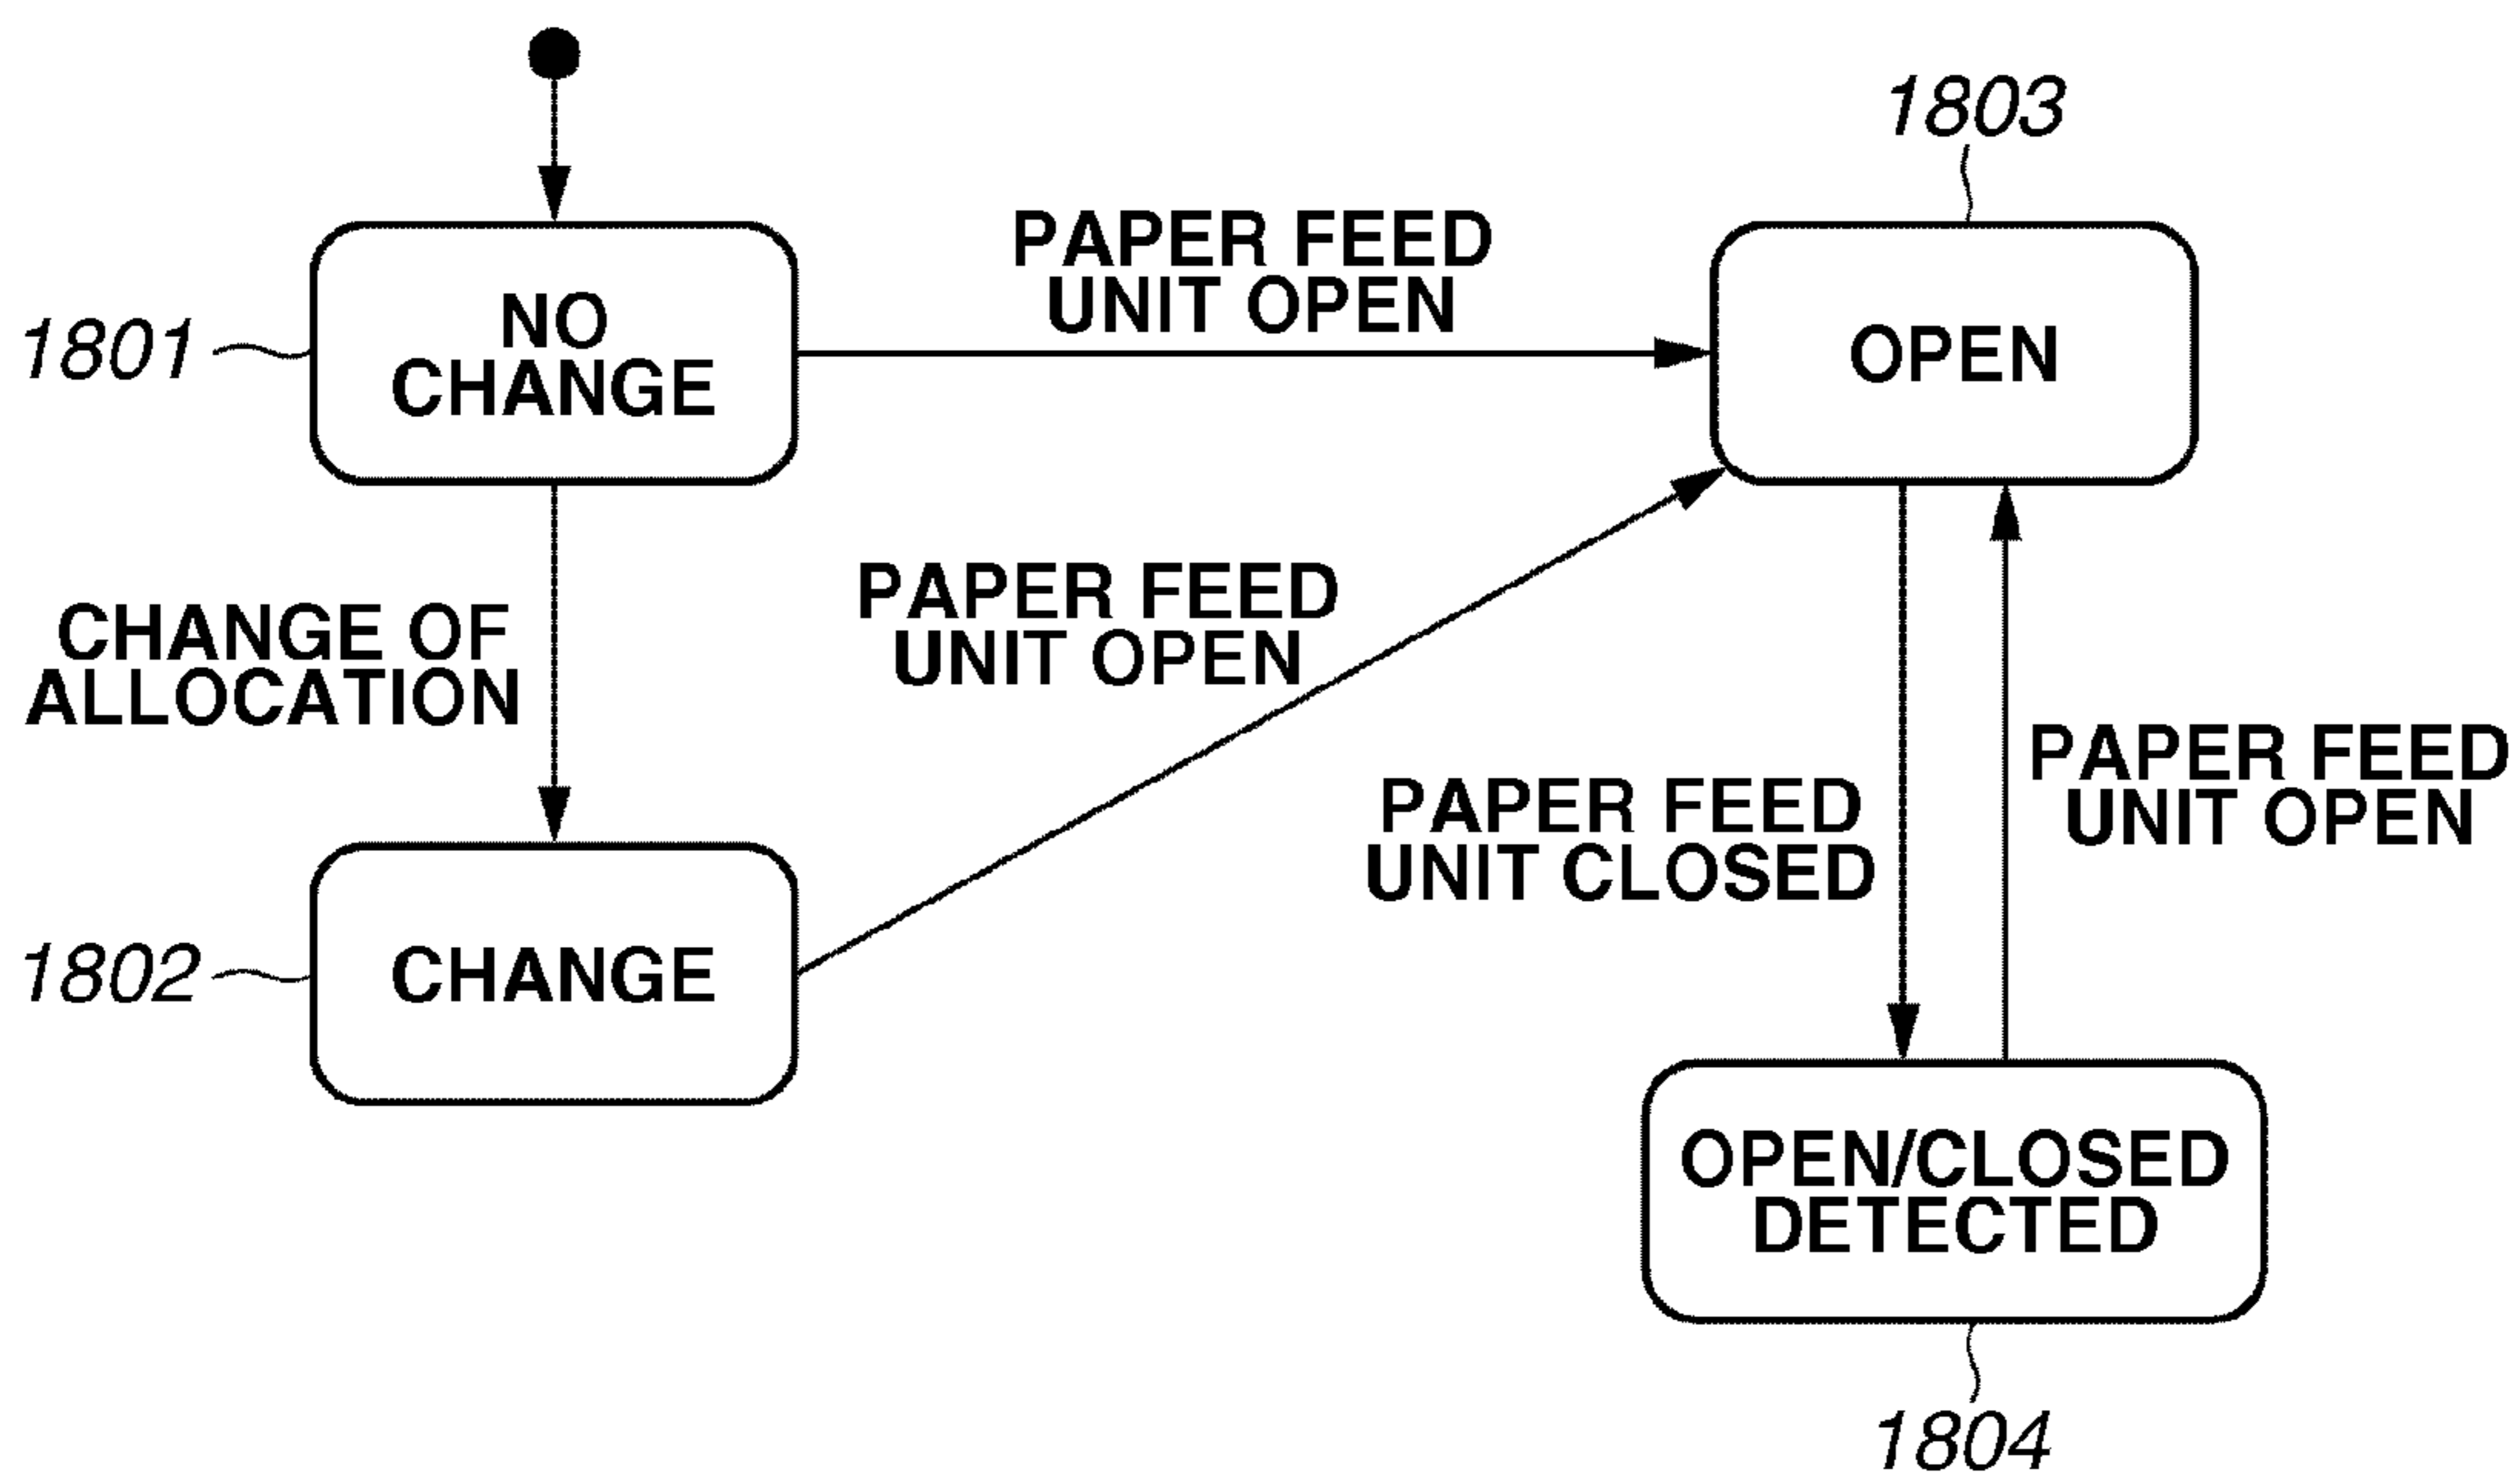 1803
PAPER FEED
UNIT OPEN
1801
NO
CHANGE
OPEN
PAPER FEED
UNIT OPEN
CHANGE OF
ALLOCATION
PAPER FEED
UNIT CLOSED
PAPER FEED
UNIT OPEN
1802
CHANGE
OPEN/CLOSED
DETECTED
1804